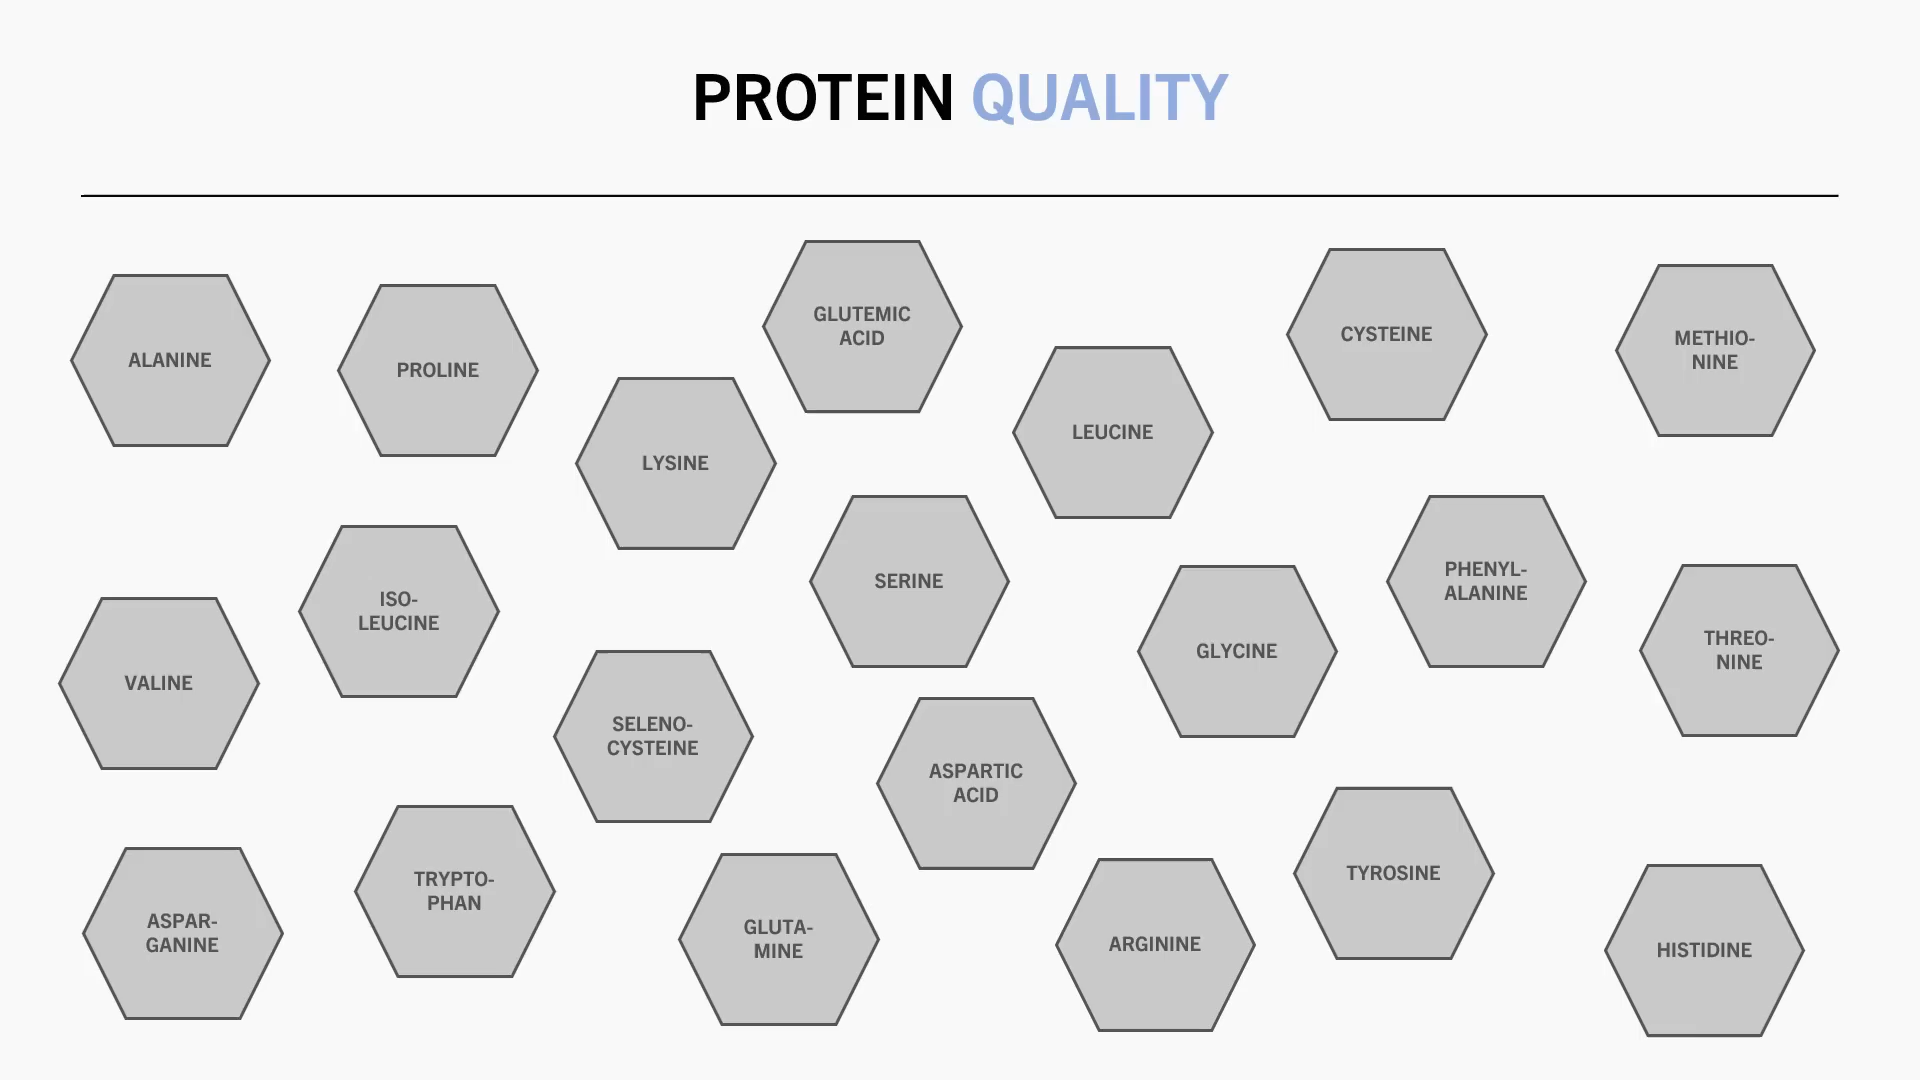 PROTEIN QUALITY
ALANINE
PROLINE
LYSINE
GLUTEMIC
ACID
LEUCINE
CYSTEINE
METHIO-
NINE
VALINE
ISO-
LEUCINE
SELENO-
CYSTEINE
SERINE
ASPARTIC
ACID
GLYCINE
PHENYL-
ALANINE
THREO-
NINE
ASPAR-
GANINE
TRYPTO-
PHAN
GLUTA-
MINE
ARGININE
TYROSINE
HISTIDINE